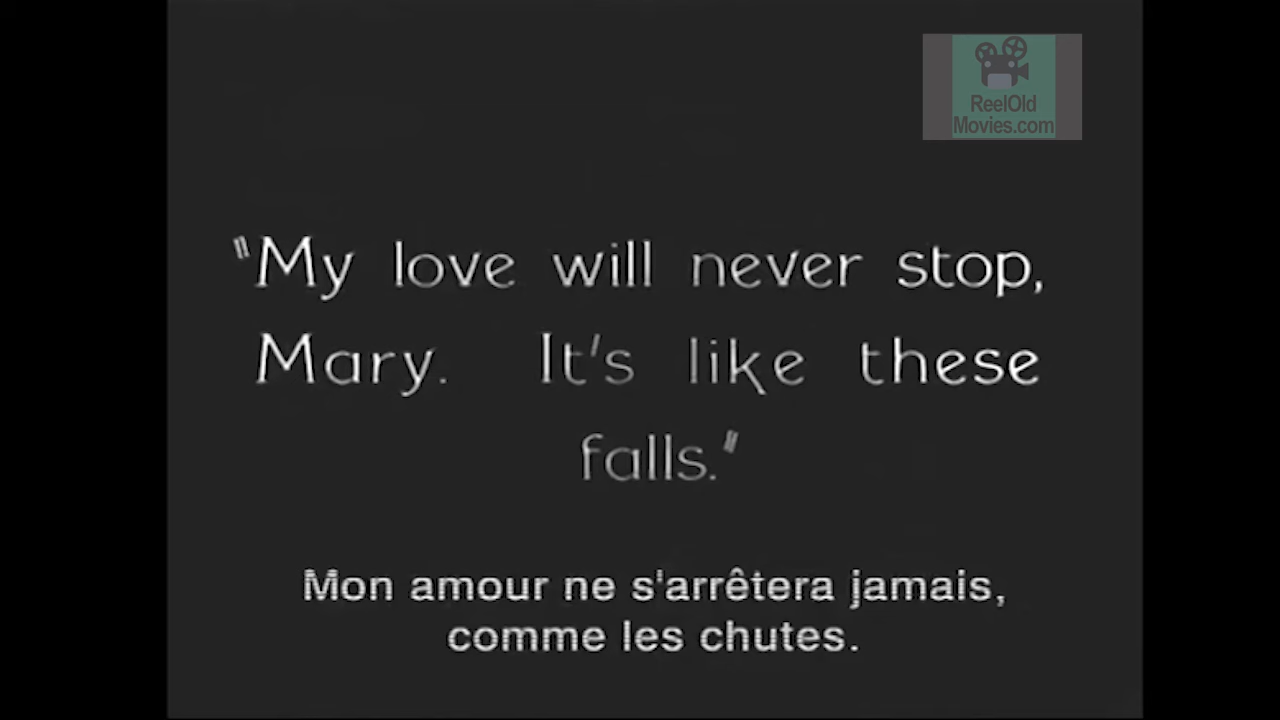 ReelOld
Movies.com
"My love will never stop,
Mary. It's like these
falls."
Mon amour ne s'arrêtera jamais,
comme les chutes.